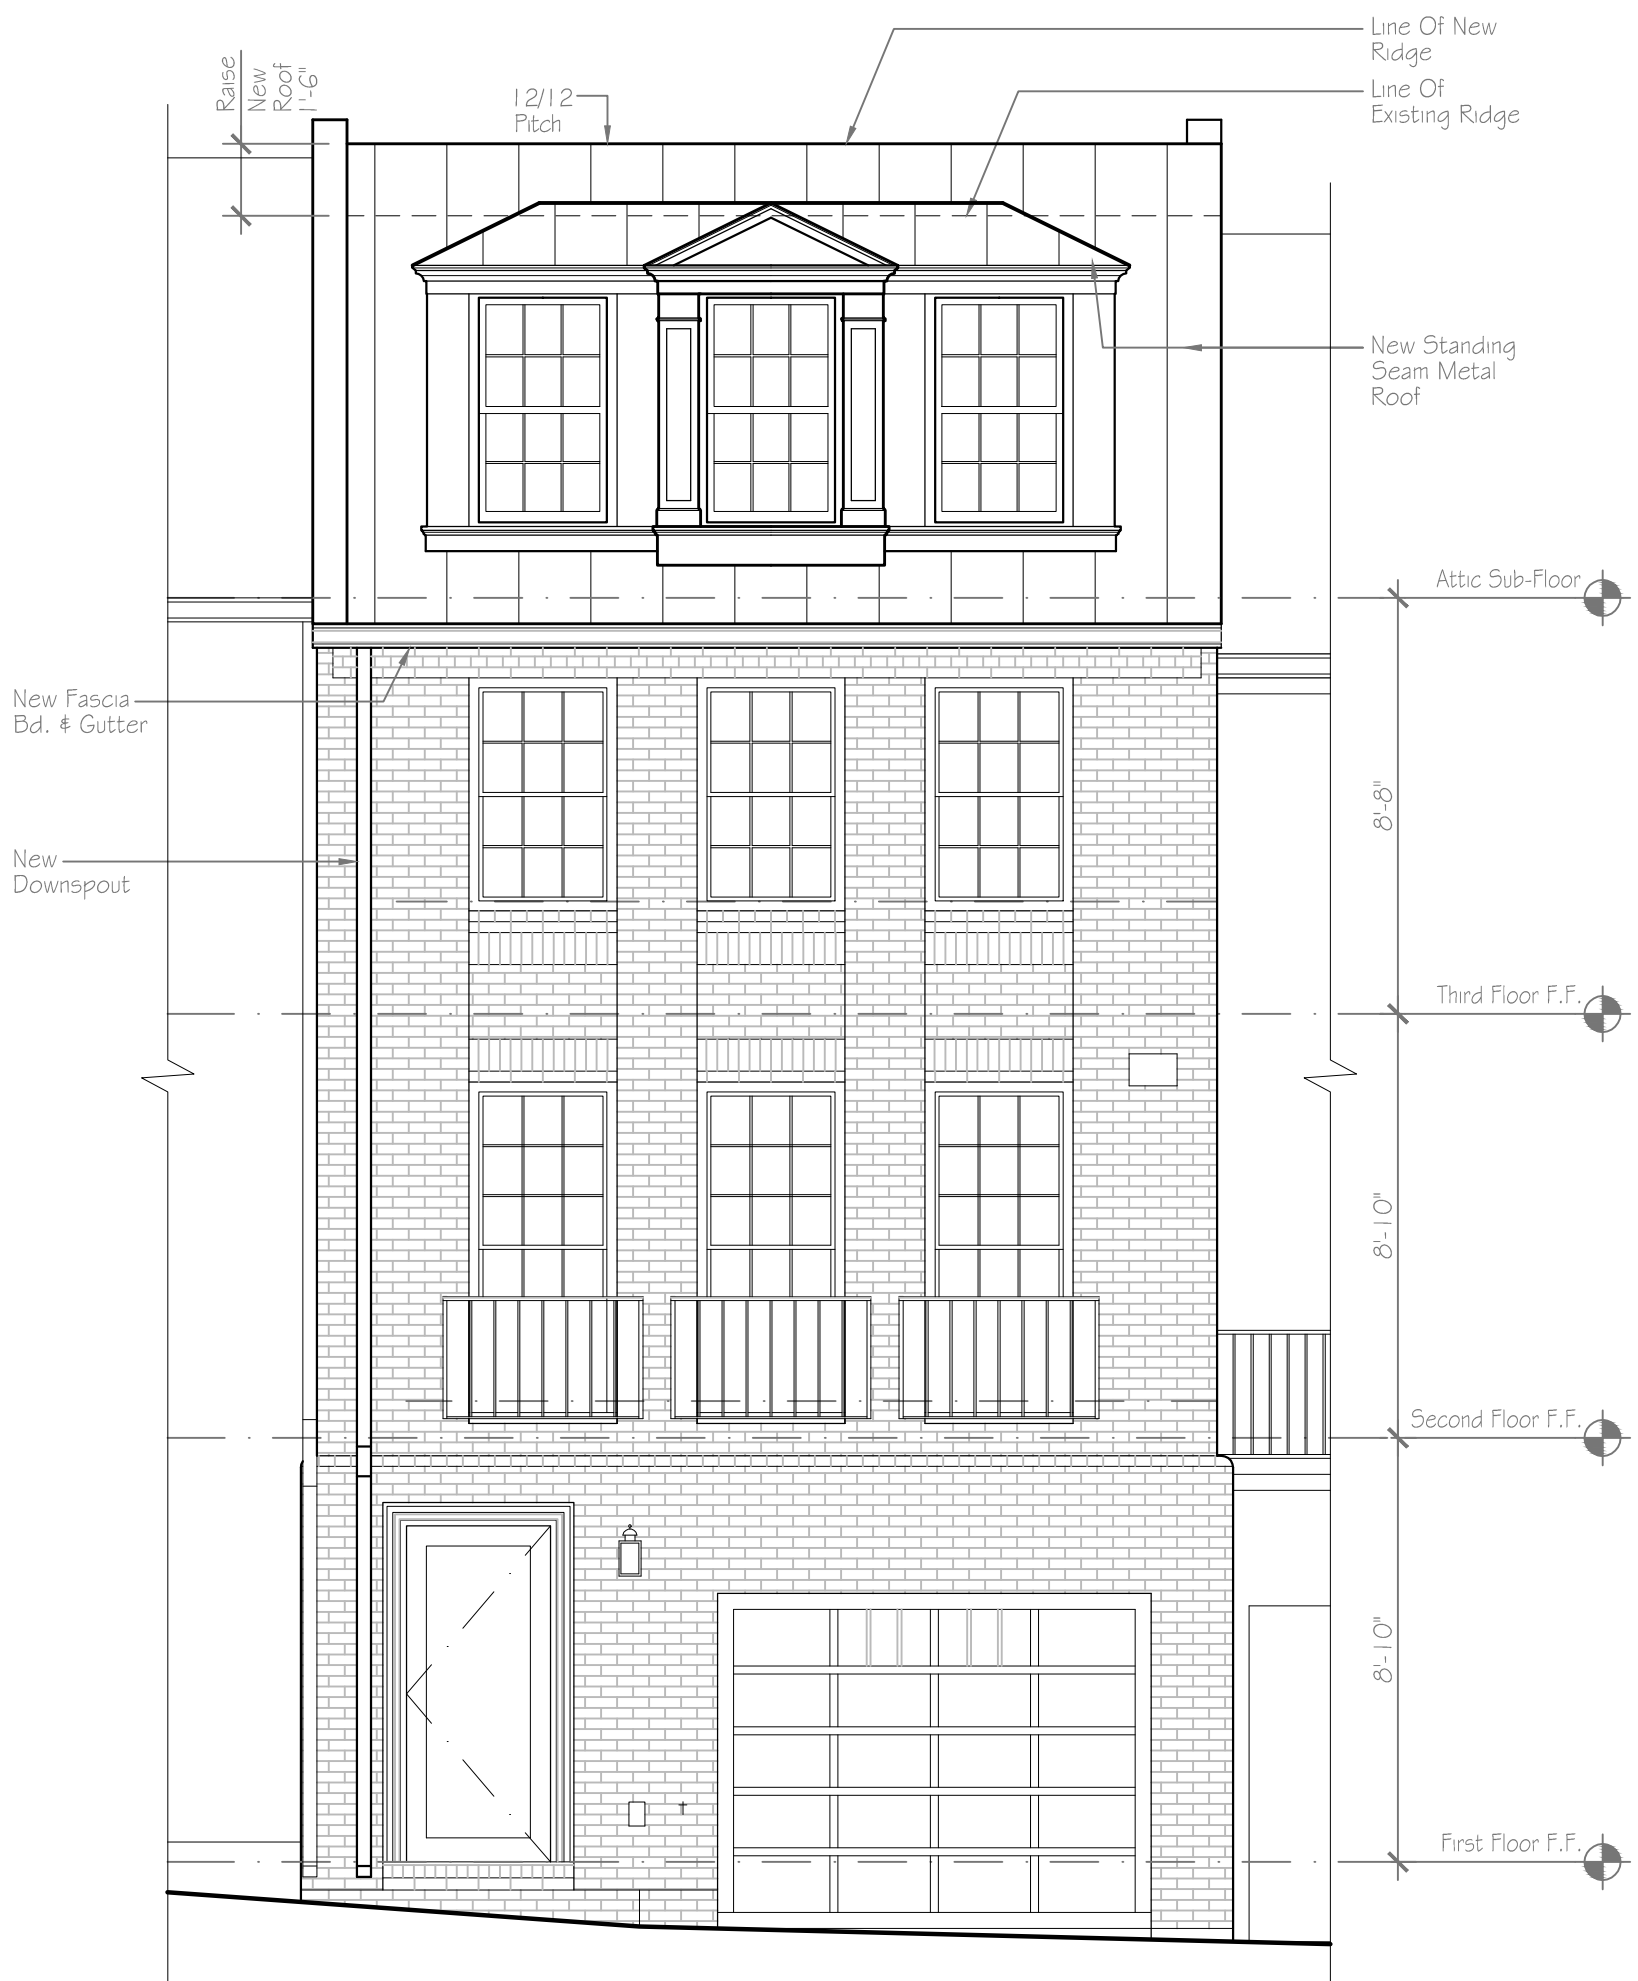 Line Of New
Ridge
Line Of
Existing Ridge
Raise
New
Roof
1'-6"
12/12
Pitch
New Standing
Seam Metal
Roof
Attic Sub-Floor
New Fascia
Bd. & Gutter
8'-8"
New
Downspout
Third Floor F.F.
8'-10"
Second Floor F.F.
8'-10"
First Floor F.F.